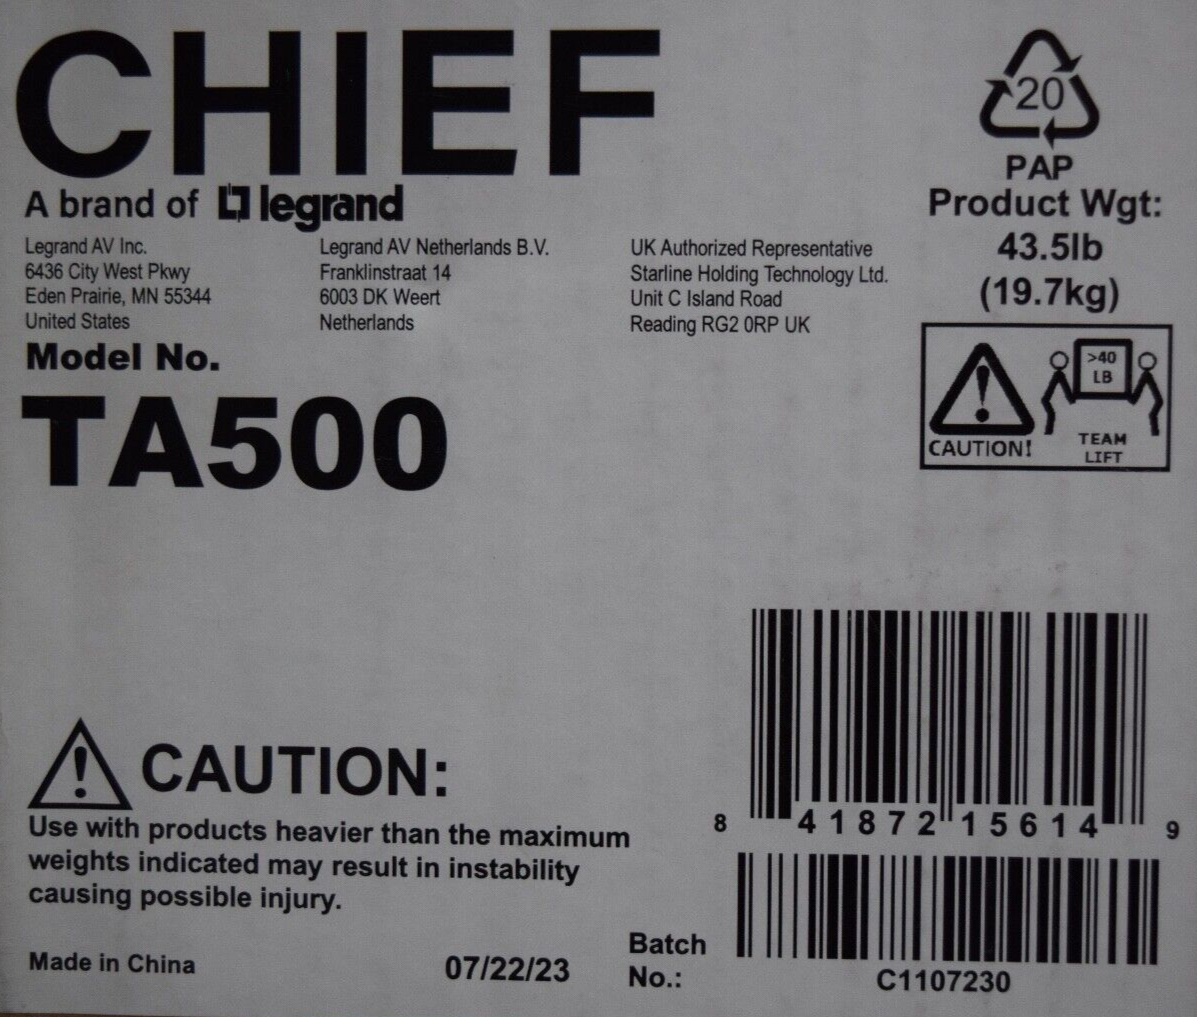 CHIEF
A brand of legrand
Legrand AV Inc.
6436 City West Pkwy
Eden Prairie, MN 55344
United States
Legrand AV Netherlands B.V.
Franklinstraat 14
6003 DK Weert
Netherlands
UK Authorized Representative
Starline Holding Technology Ltd.
Unit C Island Road
Reading RG2 0RP UK
20
PAP
Product Wgt:
43.5lb
(19.7kg)
>40
LB
CAUTION!
TEAM
LIFT
Model No.
TA500
8 41872 15614 9
CAUTION:
Use with products heavier than the maximum
weights indicated may result in instability
causing possible injury.
Made in China
07/22/23
Batch
No.:
C1107230